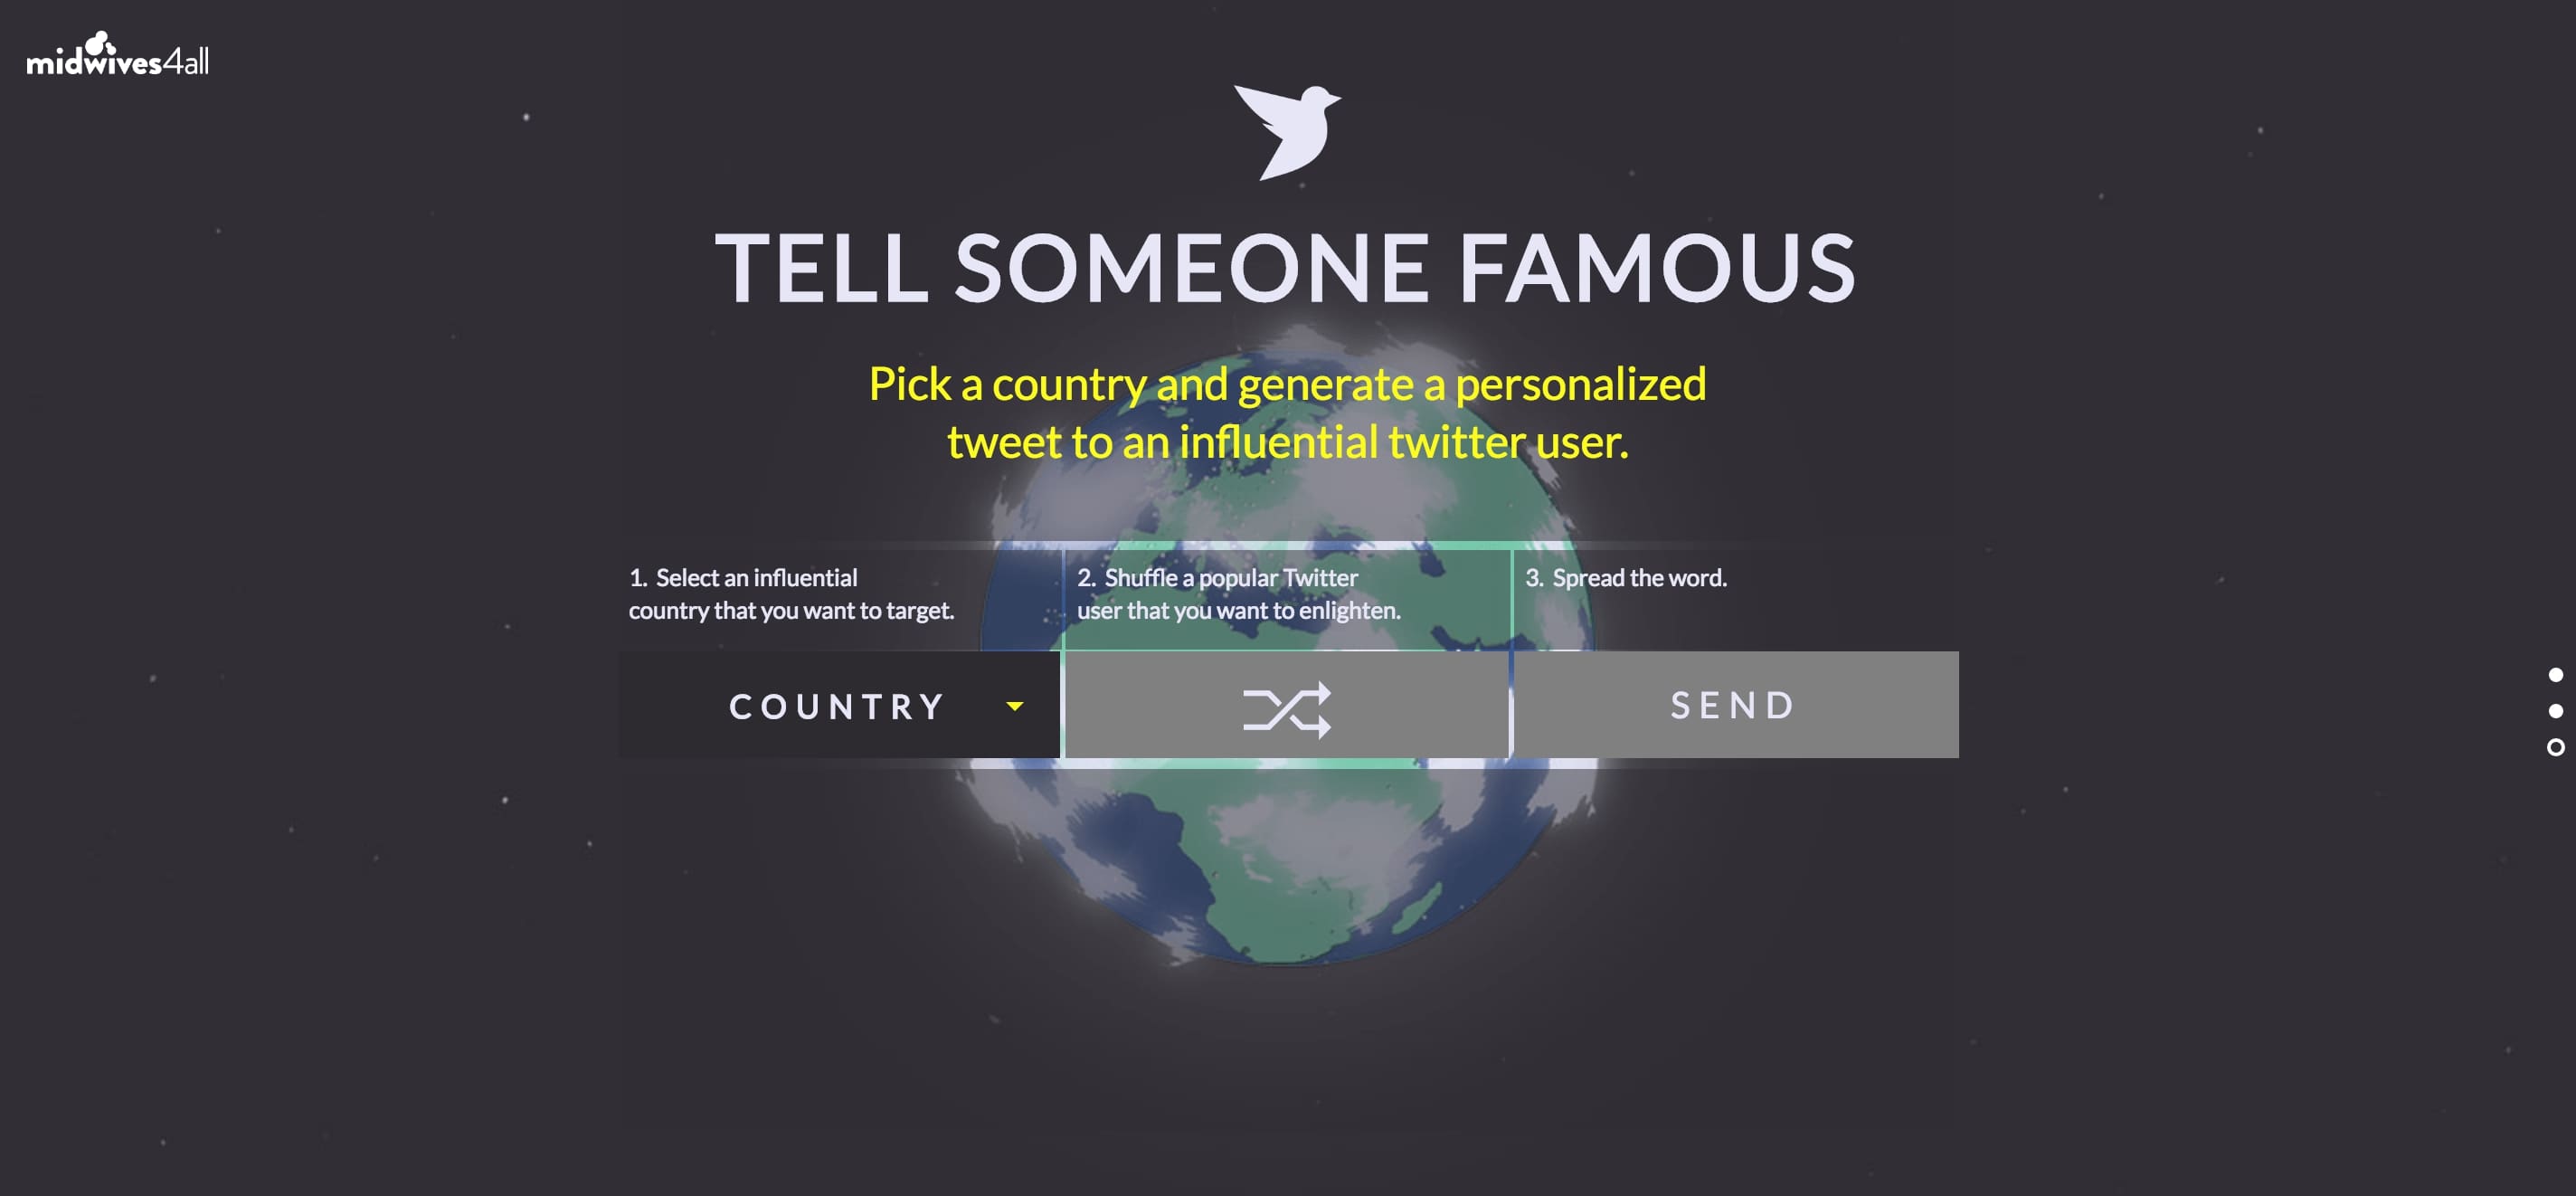 midwives4all
TELL SOMEONE FAMOUS
Pick a country and generate a personalized
tweet to an influential twitter user.
1. Select an influential
country that you want to target.
2. Shuffle a popular Twitter
user that you want to enlighten.
3. Spread the word.
COUNTRY
SEND